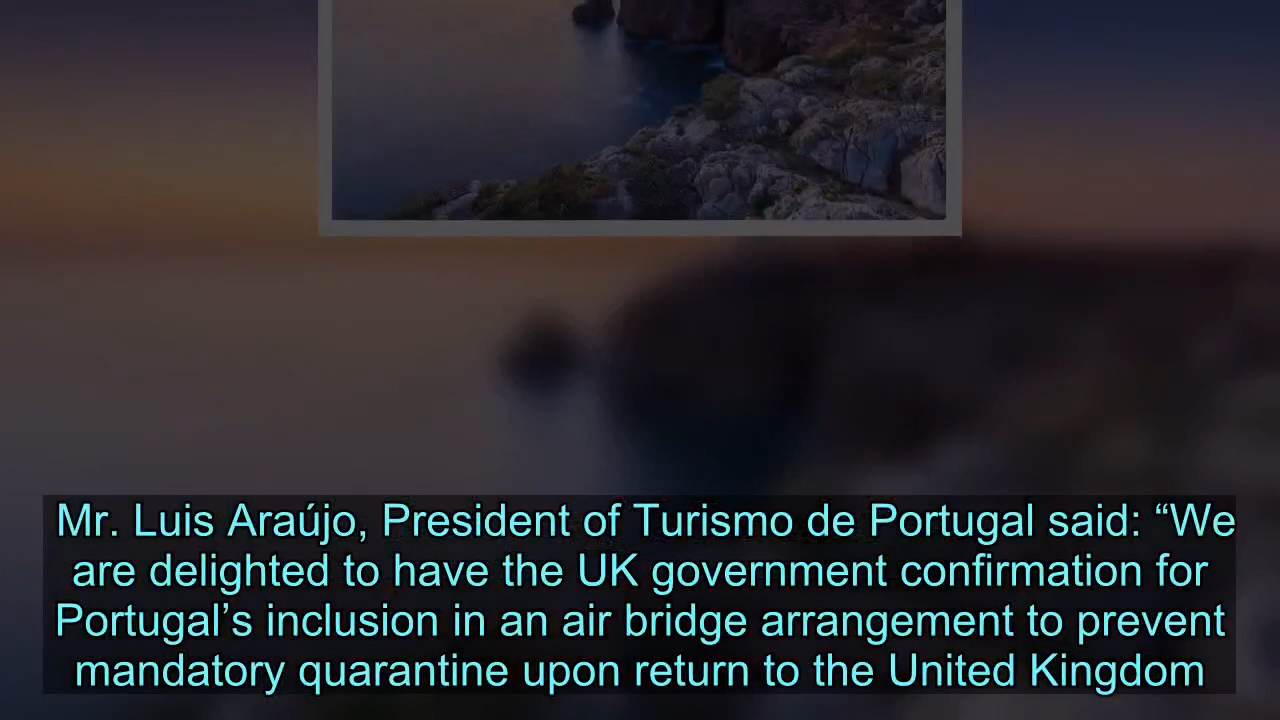 Mr. Luis Araújo, President of Turismo de Portugal said: “We
are delighted to have the UK government confirmation for
Portugal’s inclusion in an air bridge arrangement to prevent
mandatory quarantine upon return to the United Kingdom